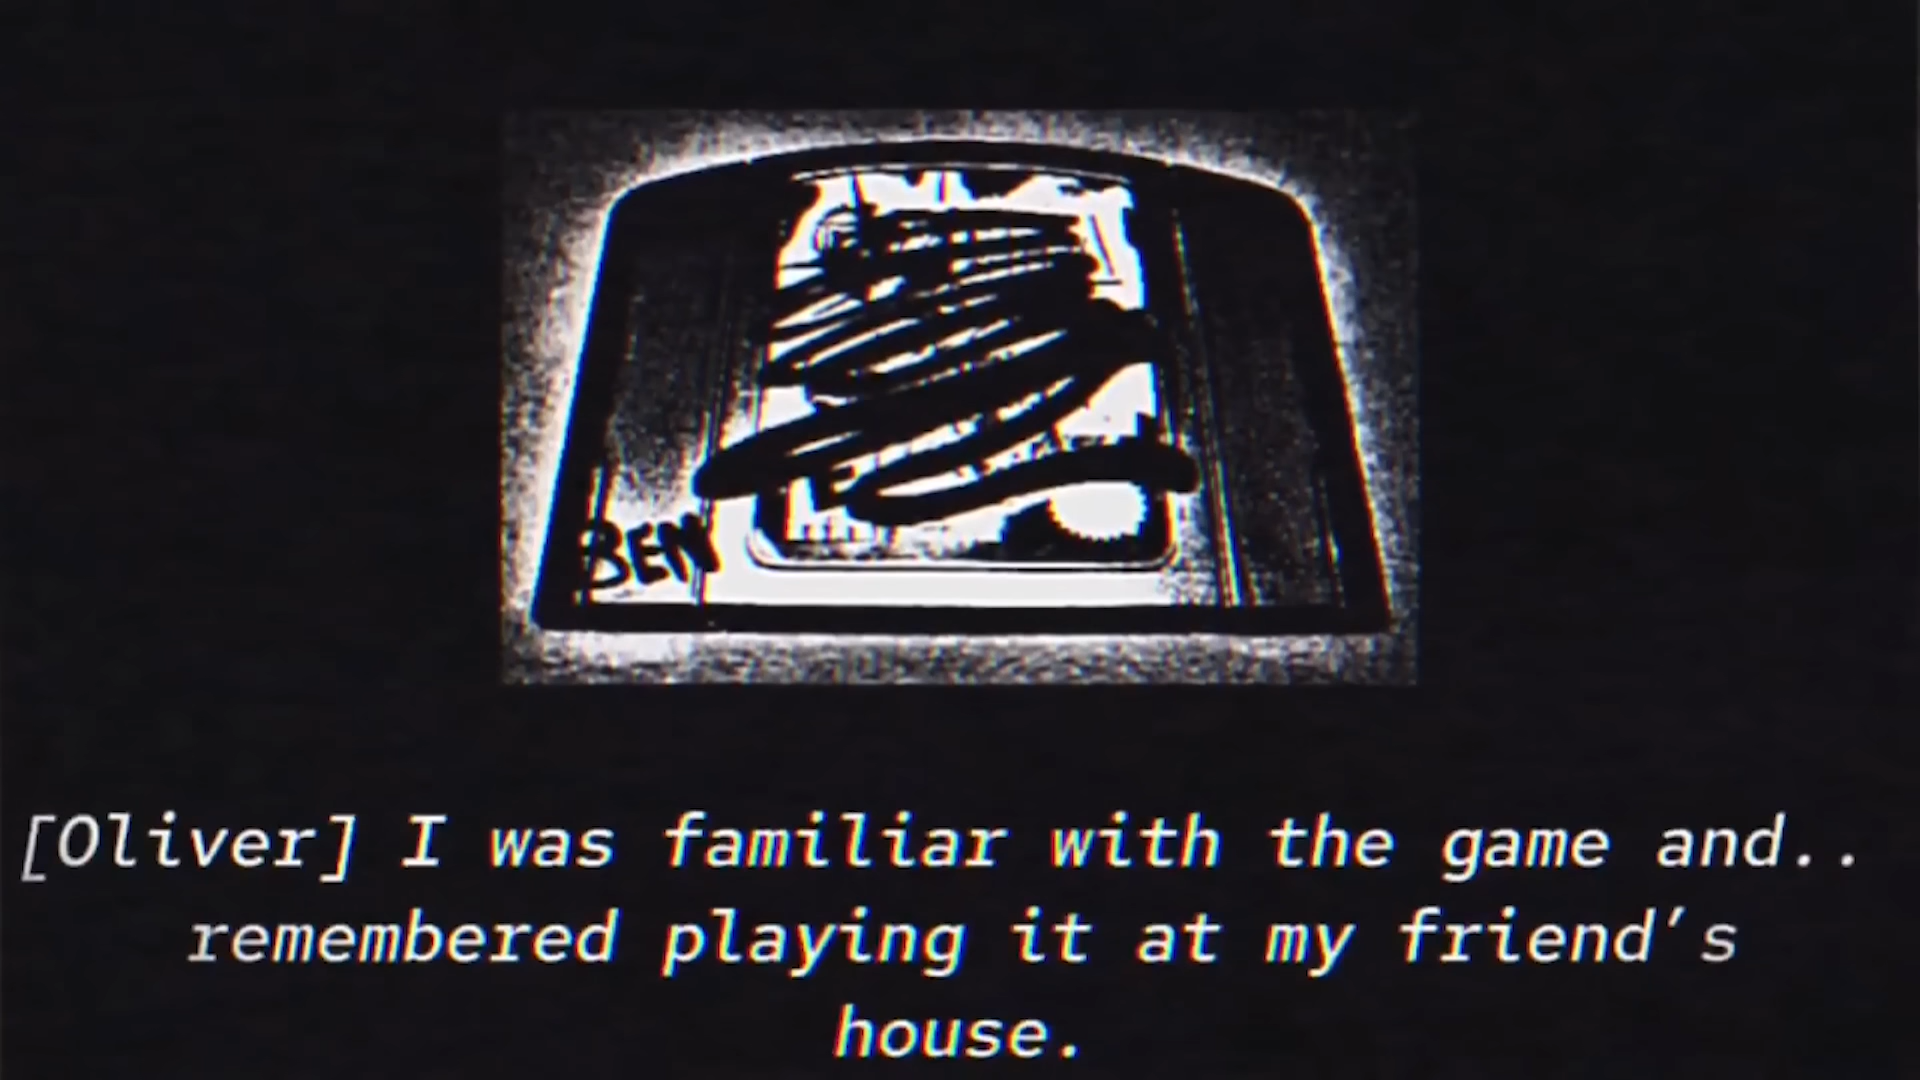 BEN
[Oliver] I was familiar with the game and..
remembered playing it at my friend's
house.